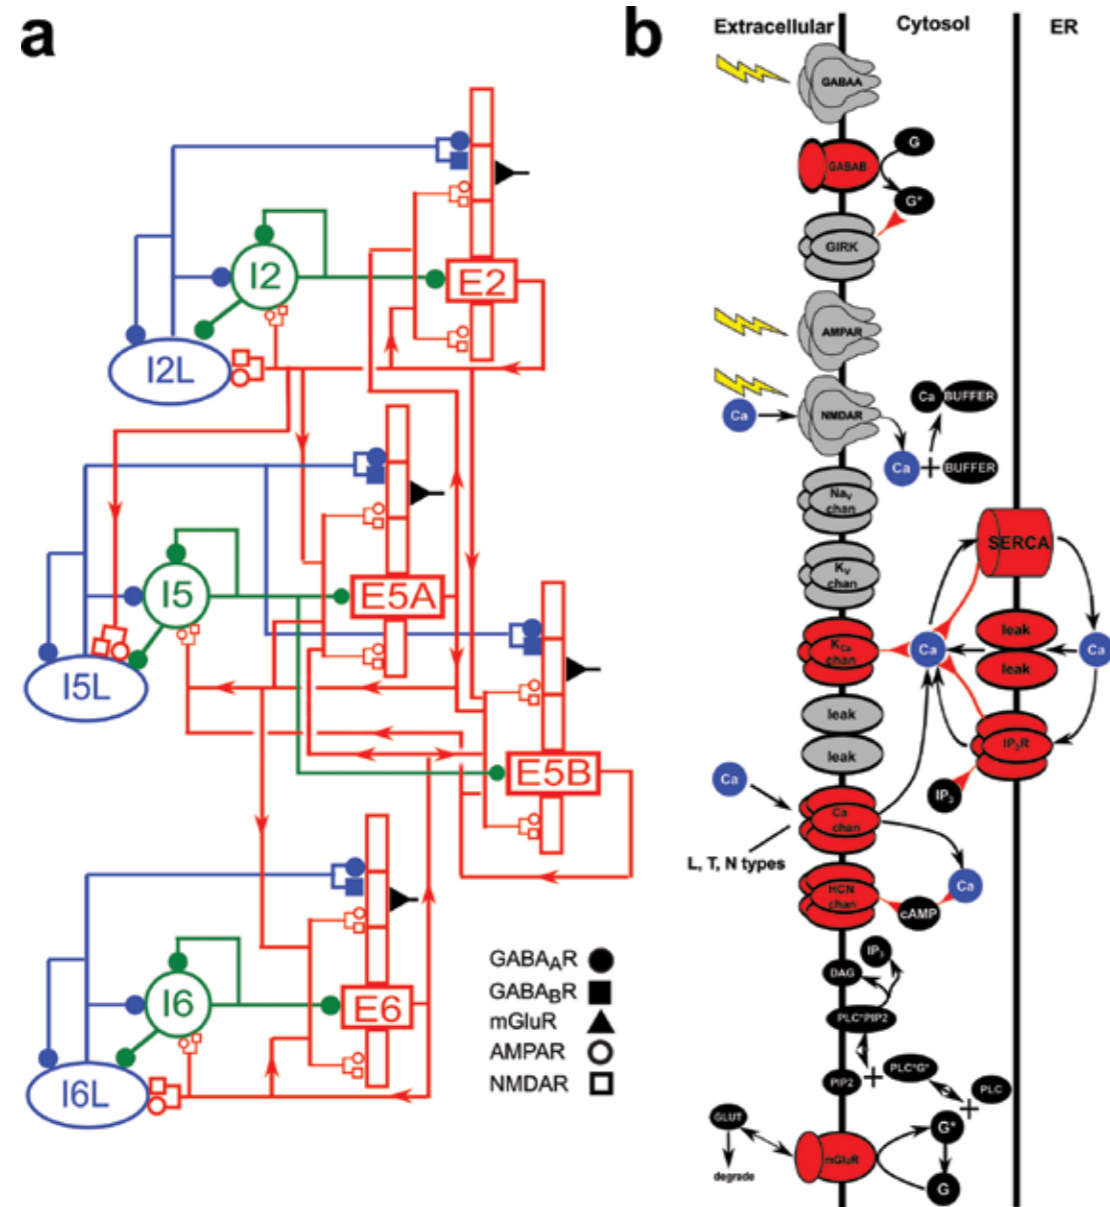 a
I2
E2
I2L
I5
E5A
I5L
E5B
I6
E6
I6L
GABAAR
GABABR
mGluR
AMPAR
NMDAR
b
Extracellular
Cytosol
ER
GABAA
GABAB
G
G*
GIRK
AMPAR
Ca
NMDAR
Ca BUFFER
Ca + BUFFER
NaV
chan
KV
chan
SERCA
KCa
chan
Ca
leak
leak
Ca
leak
leak
IP3R
IP3
Ca
Ca
chan
L, T, N types
HCN
chan
cAMP
Ca
IP3
DAG
PLC*PIP2
PIP2
+
PLC*G*
PLC
+
GLUT
degrade
mGluR
G*
G